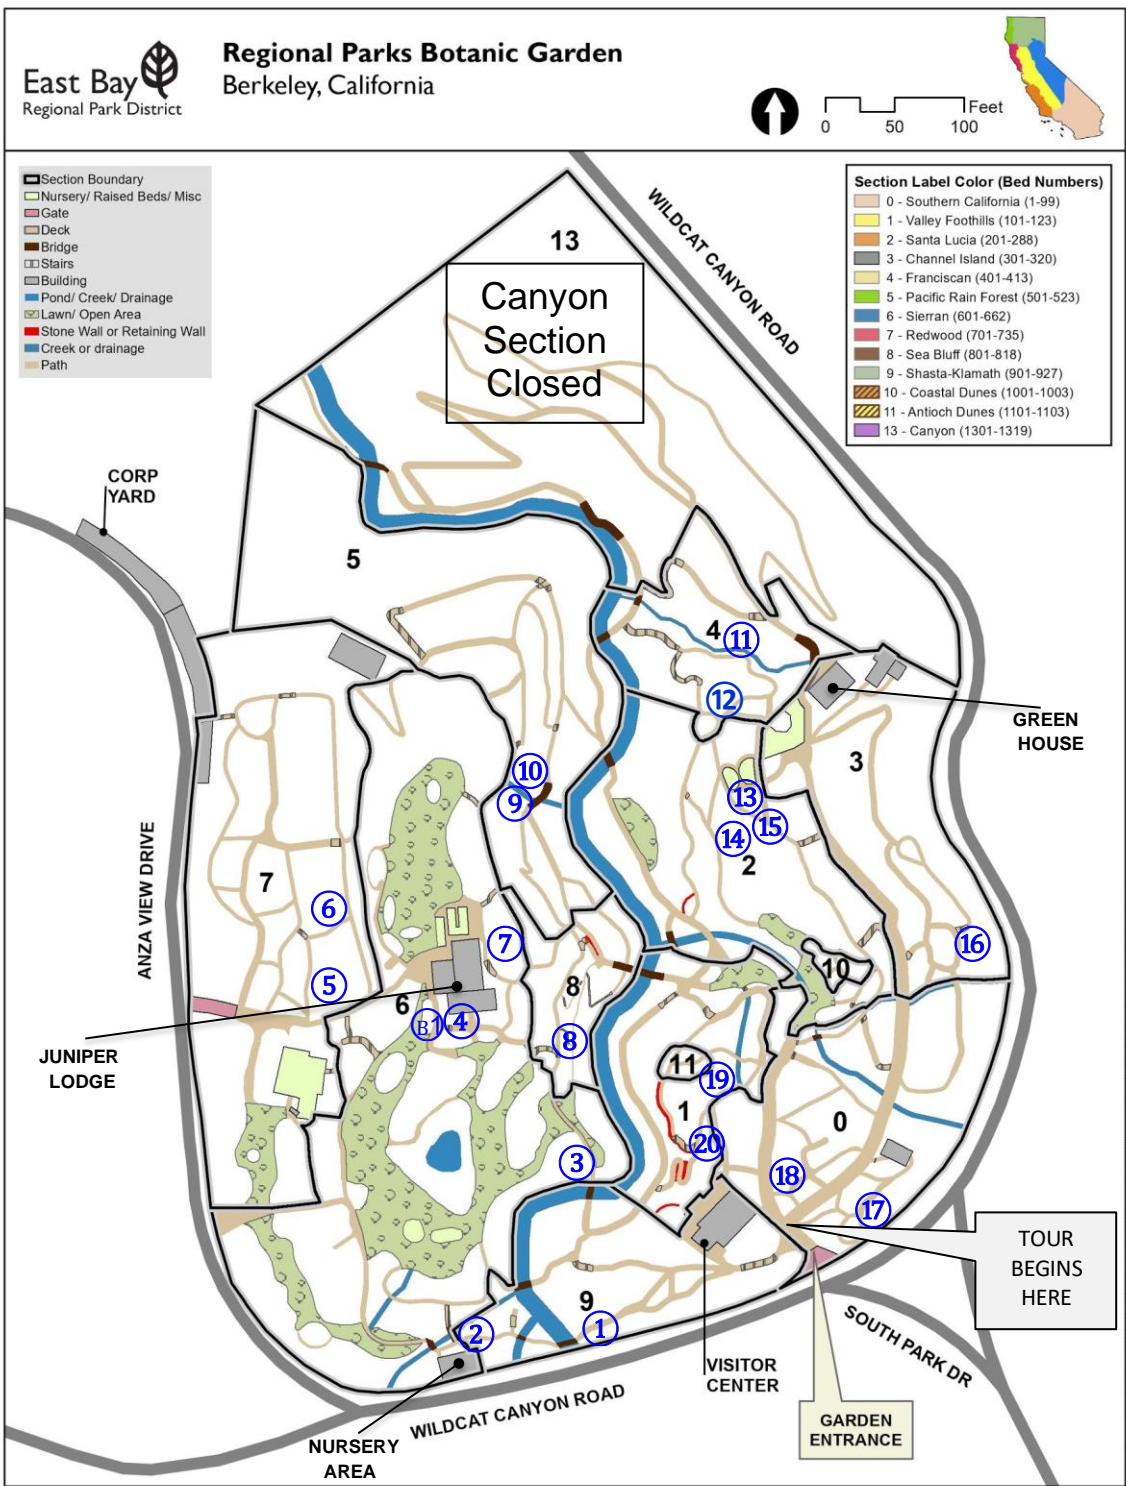 East Bay
Regional Park District
Regional Parks Botanic Garden
Berkeley, California
Feet
0 50 100
Section Boundary
Nursery/ Raised Beds/ Misc
Gate
Deck
Bridge
Stairs
Building
Pond/ Creek/ Drainage
Lawn/ Open Area
Stone Wall or Retaining Wall
Creek or drainage
Path
Section Label Color (Bed Numbers)
0 - Southern California (1-99)
1 - Valley Foothills (101-123)
2 - Santa Lucia (201-288)
3 - Channel Island (301-320)
4 - Franciscan (401-413)
5 - Pacific Rain Forest (501-523)
6 - Sierran (601-662)
7 - Redwood (701-735)
8 - Sea Bluff (801-818)
9 - Shasta-Klamath (901-927)
10 - Coastal Dunes (1001-1003)
11 - Antioch Dunes (1101-1103)
13 - Canyon (1301-1319)
WILDCAT CANYON ROAD
13
Canyon
Section
Closed
CORP
YARD
5
4
11
12
GREEN
HOUSE
3
10
9
13
14
15
2
ANZA VIEW DRIVE
7
6
5
7
16
10
8
6
B1
4
8
JUNIPER
LODGE
11
19
1
20
0
3
18
17
TOUR
BEGINS
HERE
9
1
2
SOUTH PARK DR
VISITOR
CENTER
GARDEN
ENTRANCE
WILDCAT CANYON ROAD
NURSERY
AREA